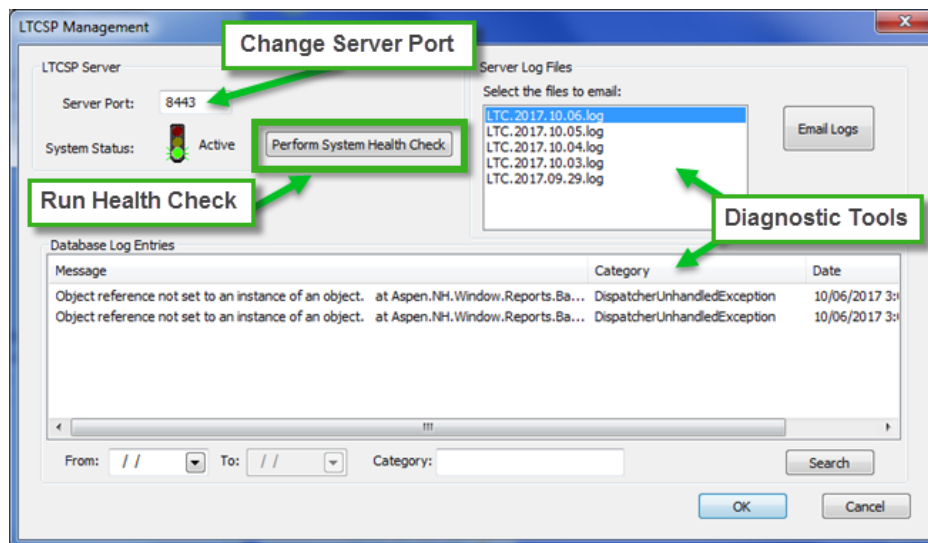 LTCSP Management
Change Server Port
LTCSP Server
Server Log Files
Server Port: 8443
Select the files to email:
LTC.2017.10.06.log
LTC.2017.10.05.log
LTC.2017.10.04.log
LTC.2017.10.03.log
LTC.2017.09.29.log
Email Logs
System Status: Active
Perform System Health Check
Run Health Check
Diagnostic Tools
Database Log Entries
Message Category Date
Object reference not set to an instance of an object. at Aspen.NH.Window.Reports.Ba... DispatcherUnhandledException 10/06/2017 3:
Object reference not set to an instance of an object. at Aspen.NH.Window.Reports.Ba... DispatcherUnhandledException 10/06/2017 3:
From: / / To: / / Category: Search
OK Cancel